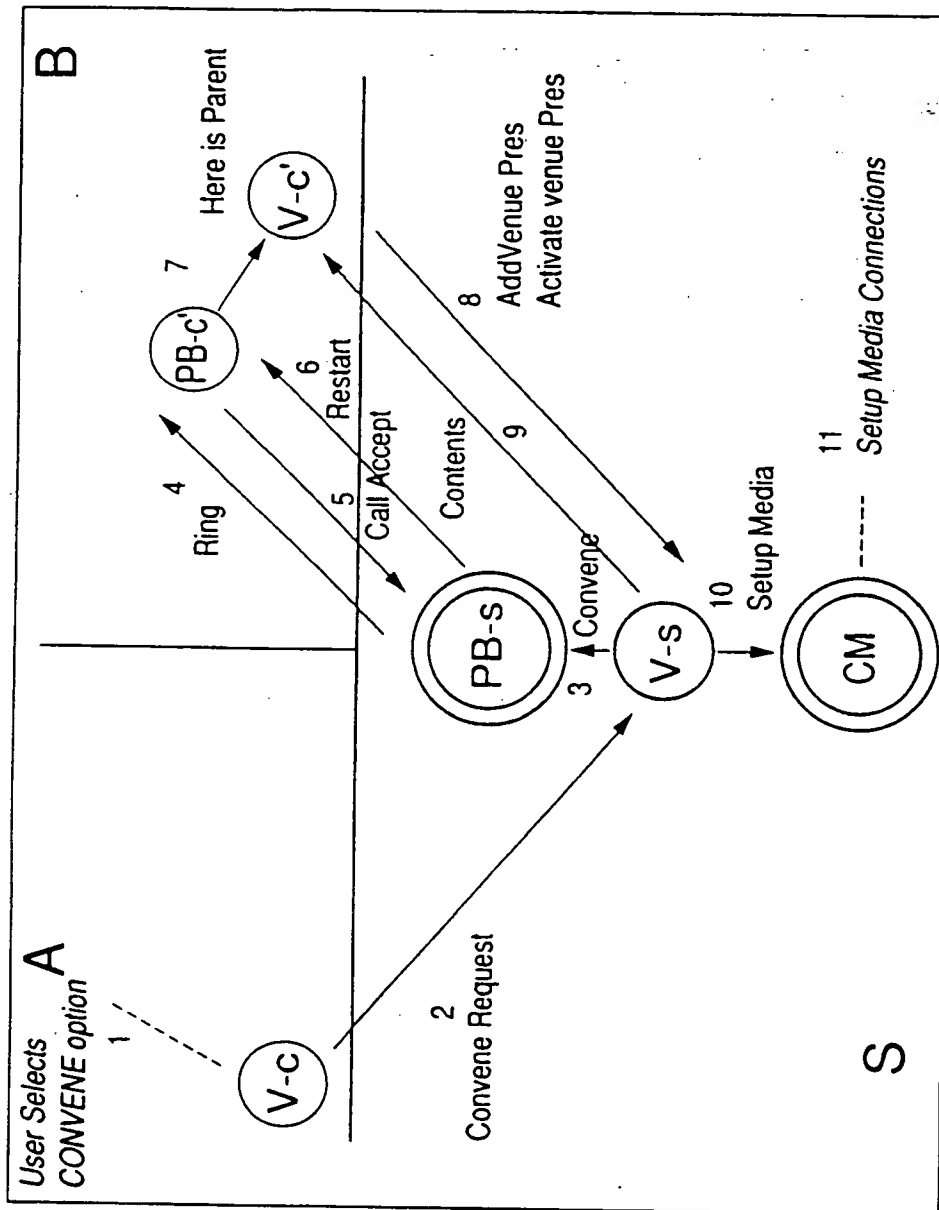 User Selects
CONVENE option
A
1
V-c
2
Convene Request
S
B
4
Ring
PB-c'
7
Here is Parent
V-c'
5
Call Accept
6
Restart
PB-s
Contents
3
Convene
9
8
AddVenue Pres
Activate venue Pres
V-s
10
Setup Media
CM
11
Setup Media Connections